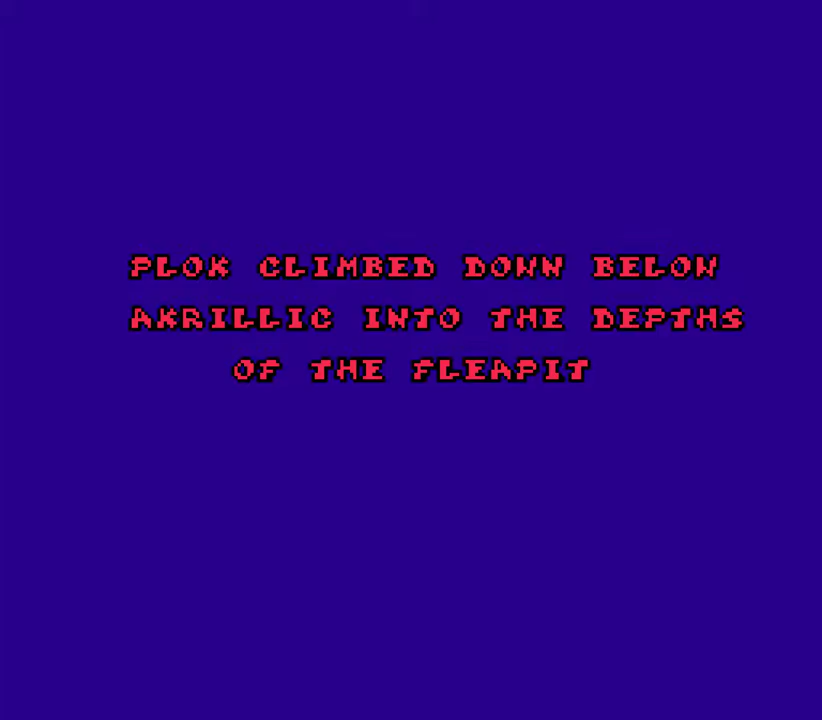 PLOK CLIMBED DOWN BELOW
AKRILLIC INTO THE DEPTHS
OF THE FLEAPIT